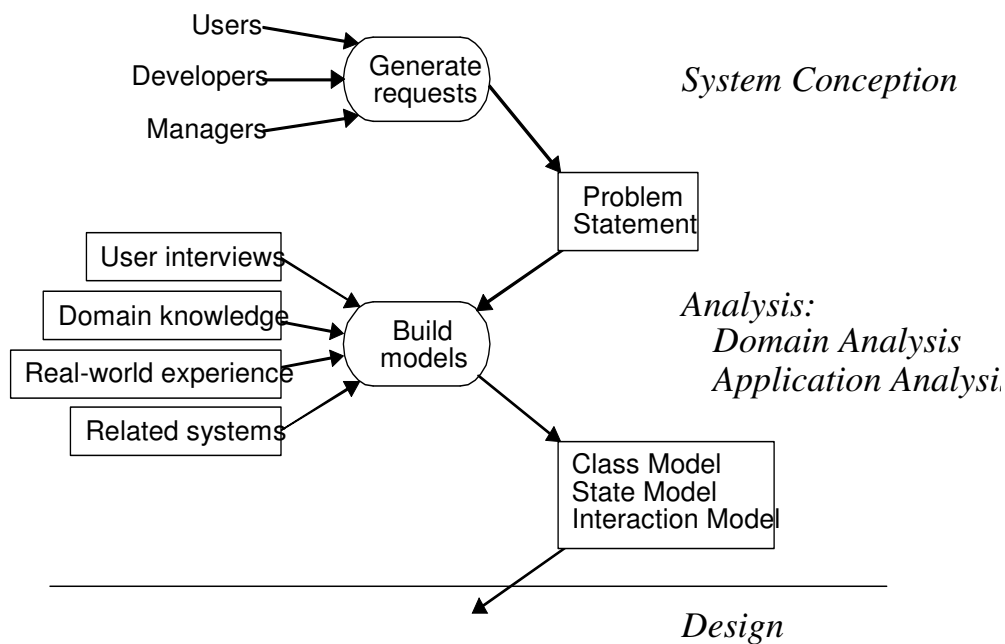 Users
Developers
Managers
Generate
requests
System Conception
Problem
Statement
User interviews
Domain knowledge
Real-world experience
Related systems
Build
models
Analysis:
Domain Analysis
Application Analysis
Class Model
State Model
Interaction Model
Design